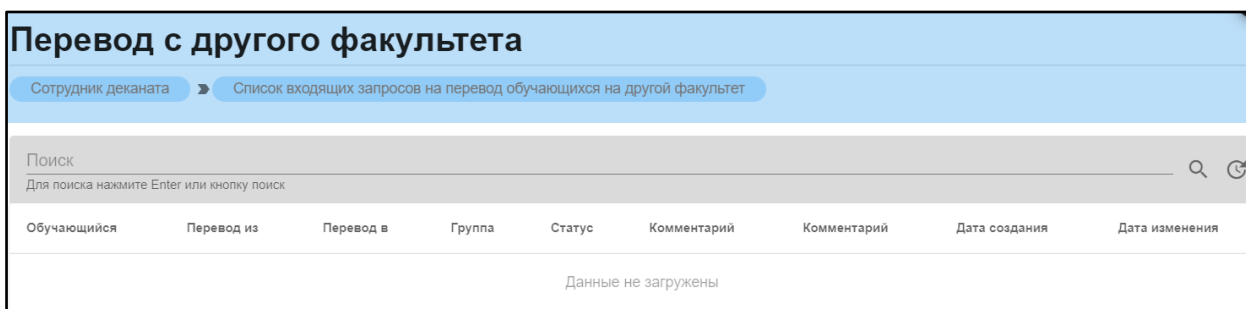 Перевод с другого факультета
Сотрудник деканата Список входящих запросов на перевод обучающихся на другой факультет
Поиск
Для поиска нажмите Enter или кнопку поиск
Обучающийся Перевод из Перевод в Группа Статус Комментарий Комментарий Дата создания Дата изменения
Данные не загружены